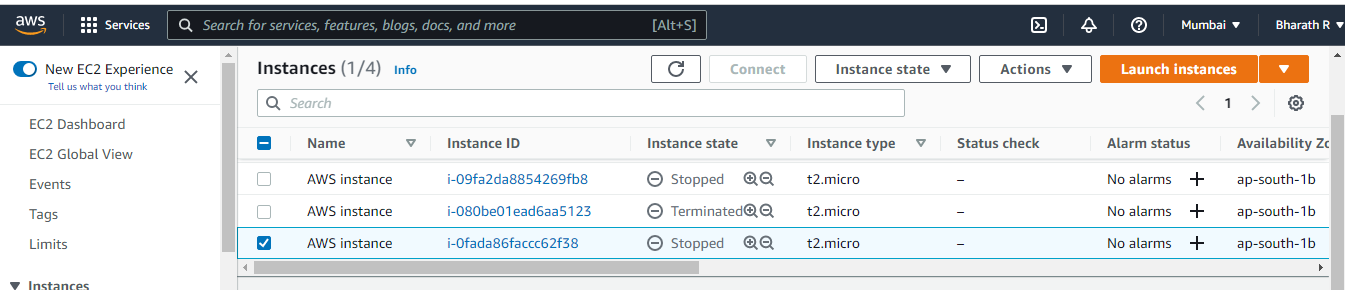 aws Services Search for services, features, blogs, docs, and more [Alt+S] Mumbai Bharath R
New EC2 Experience
Tell us what you think
EC2 Dashboard
EC2 Global View
Events
Tags
Limits
Instances
Instances (1/4) Info Connect Instance state Actions Launch instances
Search 1
Name Instance ID Instance state Instance type Status check Alarm status Availability Zo
AWS instance i-09fa2da8854269fb8 Stopped t2.micro – No alarms ap-south-1b
AWS instance i-080be01ead6aa5123 Terminated t2.micro – No alarms ap-south-1b
AWS instance i-0fada86faccc62f38 Stopped t2.micro – No alarms ap-south-1b